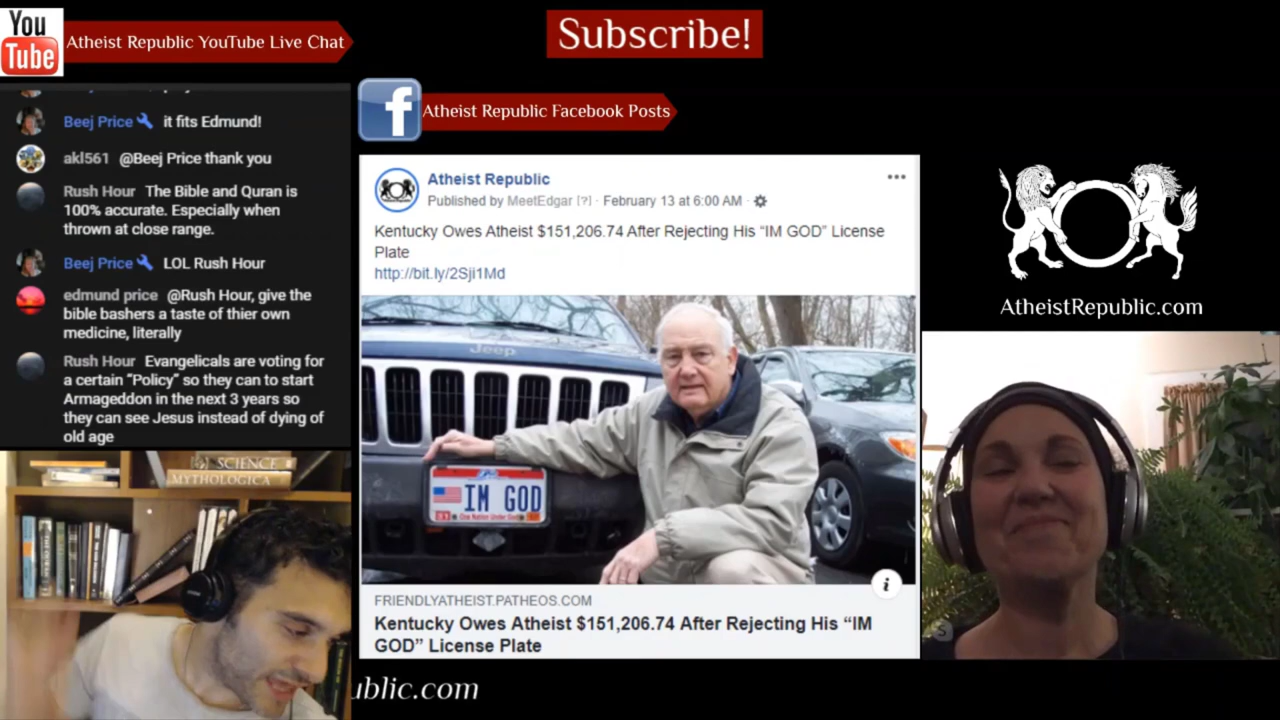 You
Tube
Atheist Republic YouTube Live Chat
Subscribe!
Beej Price it fits Edmund!
akl561 @Beej Price thank you
Rush Hour The Bible and Quran is
100% accurate. Especially when
thrown at close range.
Beej Price LOL Rush Hour
edmund price @Rush Hour, give the
bible bashers a taste of thier own
medicine, literally
Rush Hour Evangelicals are voting for
a certain “Policy” so they can to start
Armageddon in the next 3 years so
they can see Jesus instead of dying of
old age
SCIENCE
MYTHOLOGICA
f
Atheist Republic Facebook Posts
Atheist Republic
Published by MeetEdgar [?] · February 13 at 6:00 AM ·
Kentucky Owes Atheist $151,206.74 After Rejecting His “IM GOD” License
Plate
http://bit.ly/2Sji1Md
Jeep
IM GOD
One Nation Under God
i
FRIENDLYATHEIST.PATHEOS.COM
Kentucky Owes Atheist $151,206.74 After Rejecting His “IM
GOD” License Plate
ublic.com
AtheistRepublic.com